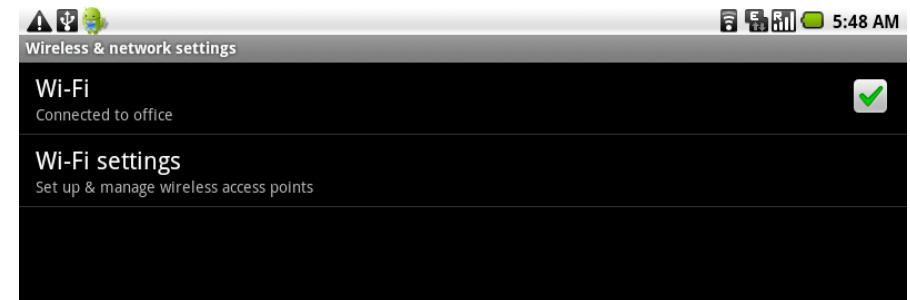 E R 5:48 AM
Wireless & network settings
Wi-Fi
Connected to office
Wi-Fi settings
Set up & manage wireless access points